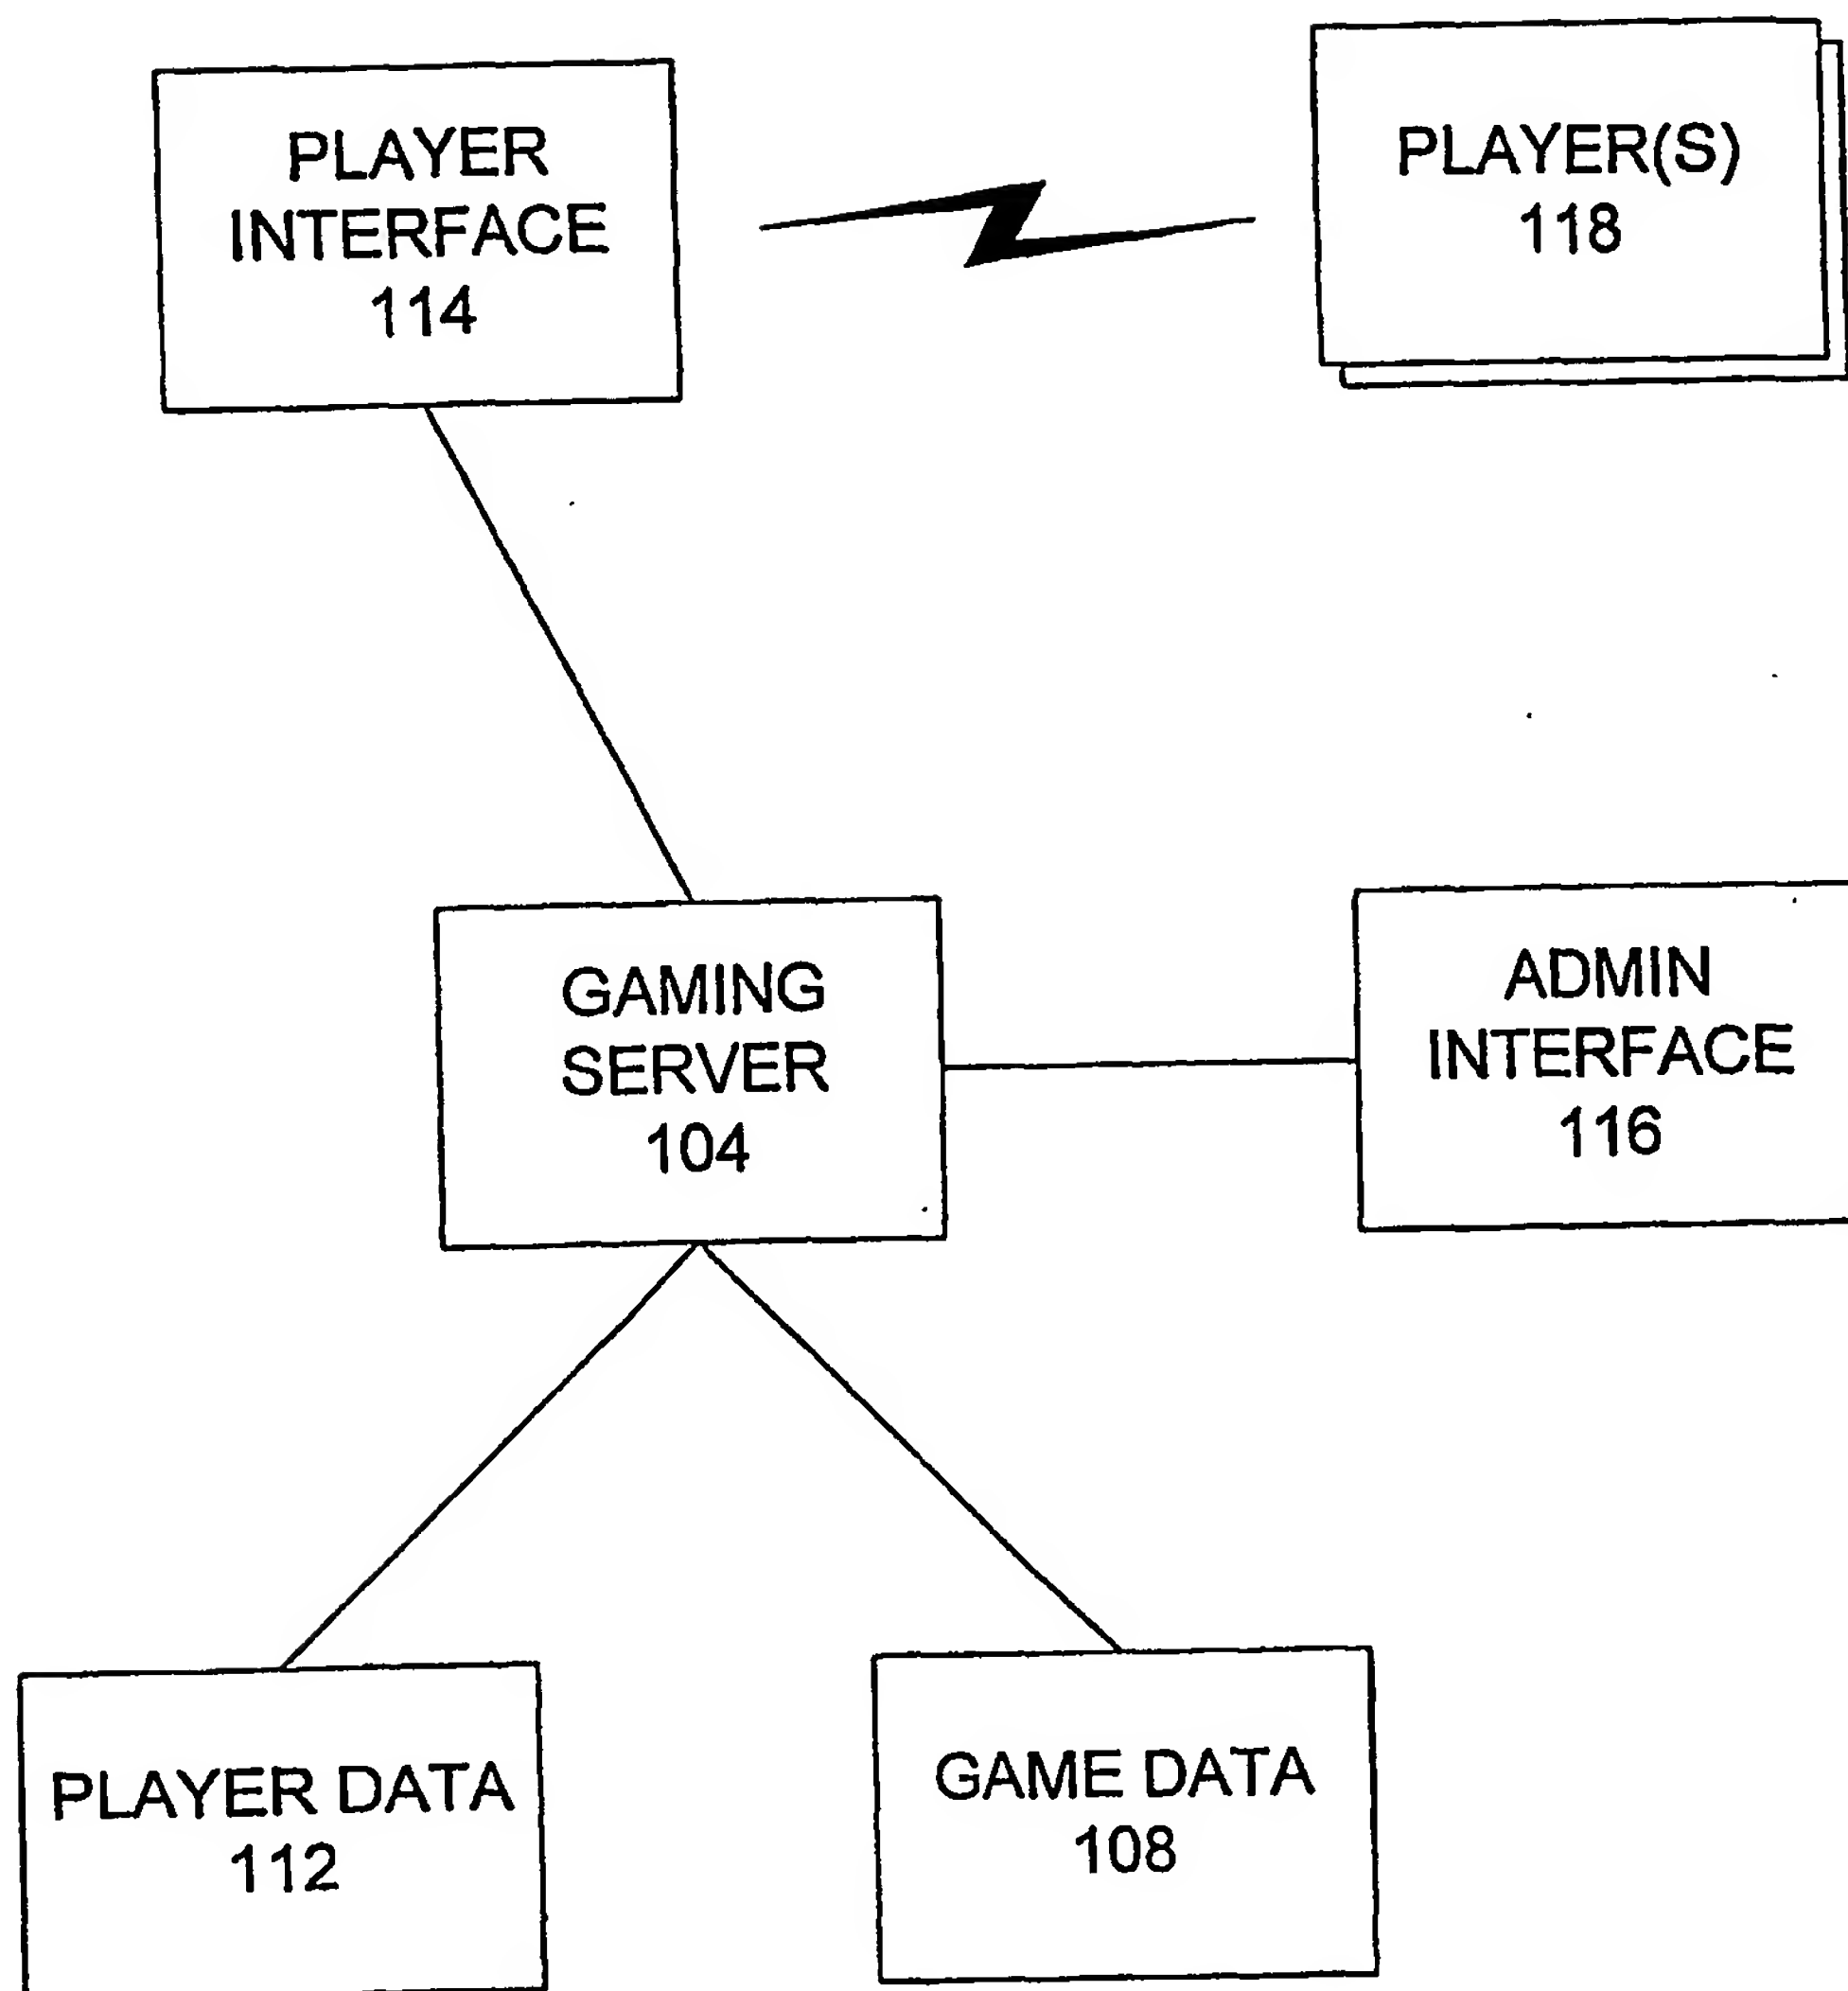 PLAYER
INTERFACE
114
PLAYER(S)
118
GAMING
SERVER
104
ADMIN
INTERFACE
116
PLAYER DATA
112
GAME DATA
108